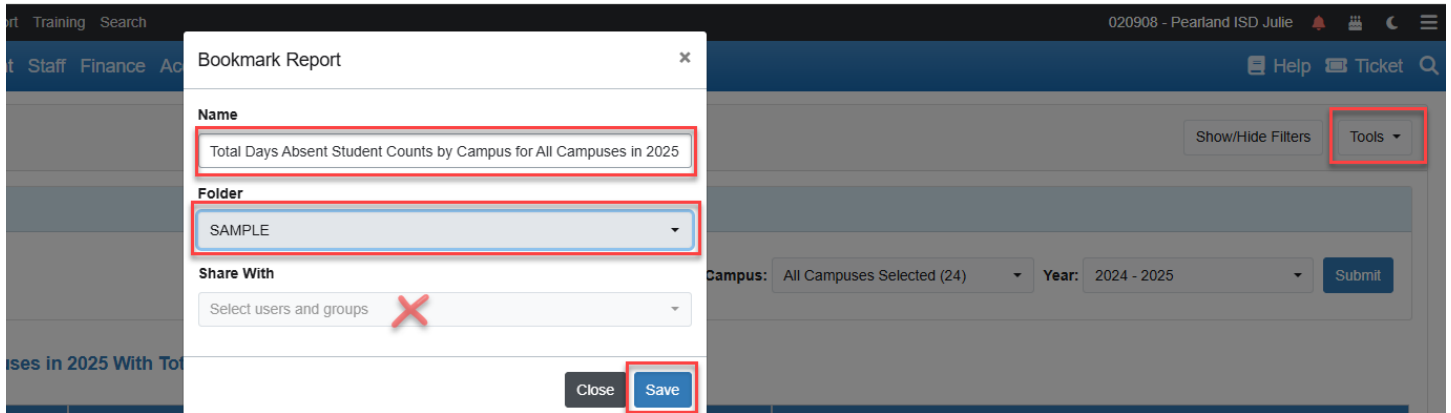 ort Training Search 020908 - Pearland ISD Julie
t Staff Finance Ac Help Ticket
Bookmark Report ×
Name
Total Days Absent Student Counts by Campus for All Campuses in 2025
Show/Hide Filters Tools
Folder
SAMPLE
Share With
Select users and groups
Campus: All Campuses Selected (24) Year: 2024 - 2025 Submit
uses in 2025 With Tot
Close Save